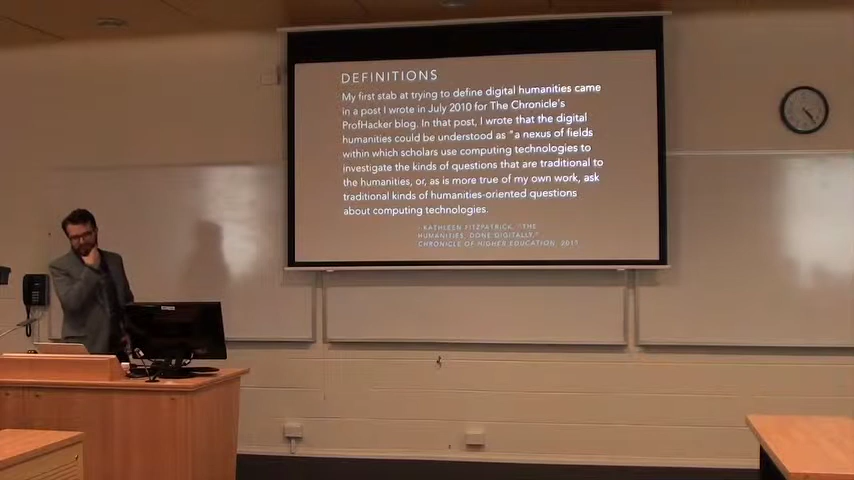 DEFINITIONS
My first stab at trying to define digital humanities came
in a post I wrote in July 2010 for The Chronicle's
ProfHacker blog. In that post, I wrote that the digital
humanities could be understood as "a nexus of fields
within which scholars use computing technologies to
investigate the kinds of questions that are traditional to
the humanities, or, as is more true of my own work, ask
traditional kinds of humanities-oriented questions
about computing technologies.
- KATHLEEN FITZPATRICK, "THE
HUMANITIES, DONE DIGITALLY,"
CHRONICLE OF HIGHER EDUCATION, 2011